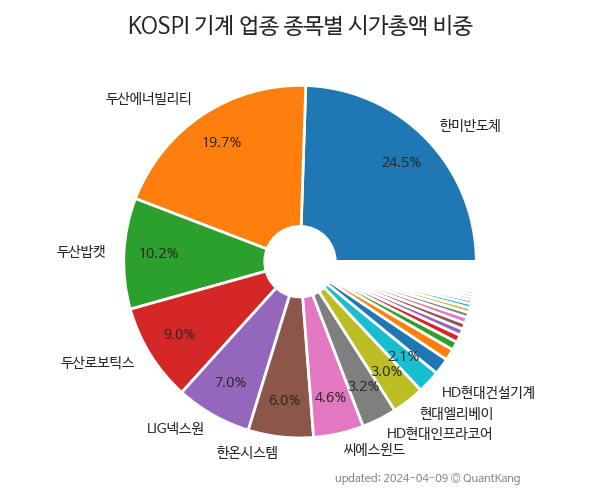 KOSPI 기계 업종 종목별 시가총액 비중
두산에너빌리티
한미반도체
19.7%
24.5%
두산밥캣
10.2%
9.0%
두산로보틱스
7.0%
6.0%
4.6%
3.2%
3.0%
2.1%
LIG넥스원
한온시스템
씨에스윈드
HD현대인프라코어
현대엘리베이
HD현대건설기계
updated: 2024-04-09 © QuantKang